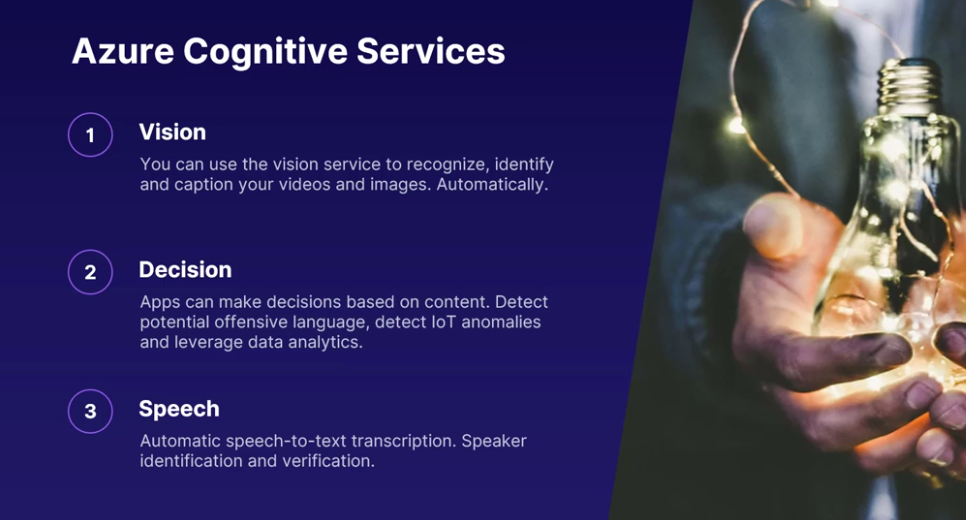 Azure Cognitive Services
1
Vision
You can use the vision service to recognize, identify
and caption your videos and images. Automatically.
2
Decision
Apps can make decisions based on content. Detect
potential offensive language, detect IoT anomalies
and leverage data analytics.
3
Speech
Automatic speech-to-text transcription. Speaker
identification and verification.